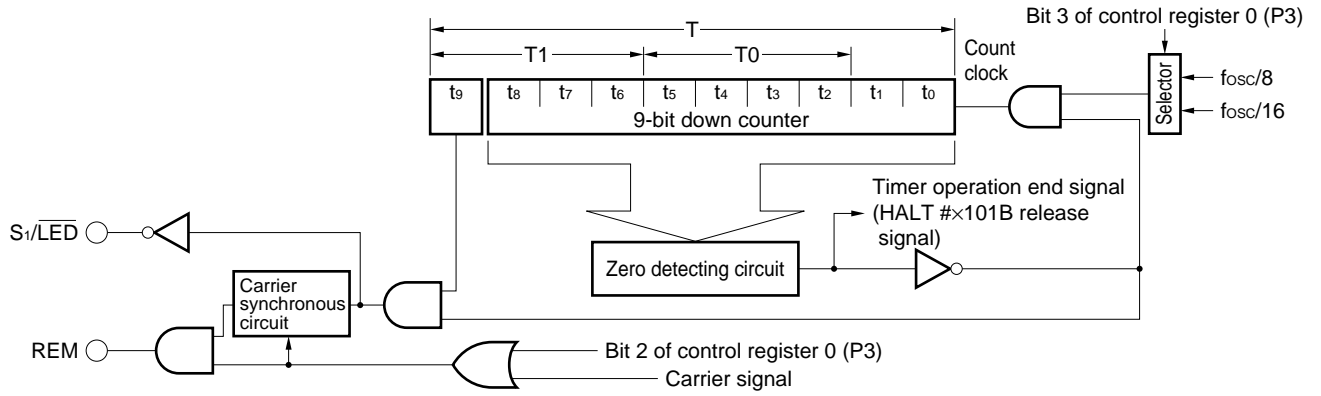 Bit 3 of control register 0 (P3)
T
T1
T0
Count
clock
t9
t8
t7
t6
t5
t4
t3
t2
t1
t0
9-bit down counter
Selector
fOSC/8
fOSC/16
Timer operation end signal
(HALT #×101B release
signal)
S1/L̅E̅D̅
Zero detecting circuit
Carrier
synchronous
circuit
REM
Bit 2 of control register 0 (P3)
Carrier signal